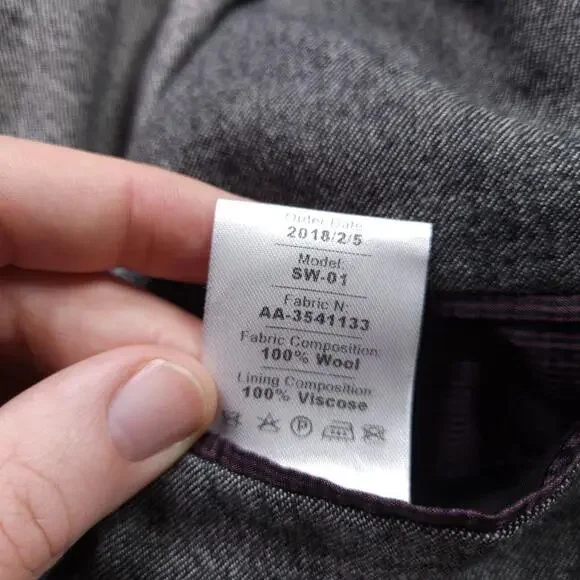 Order Date
2018/2/5
Model:
SW-01
Fabric N:
AA-3541133
Fabric Composition:
100% Wool
Lining Composition:
100% Viscose
P